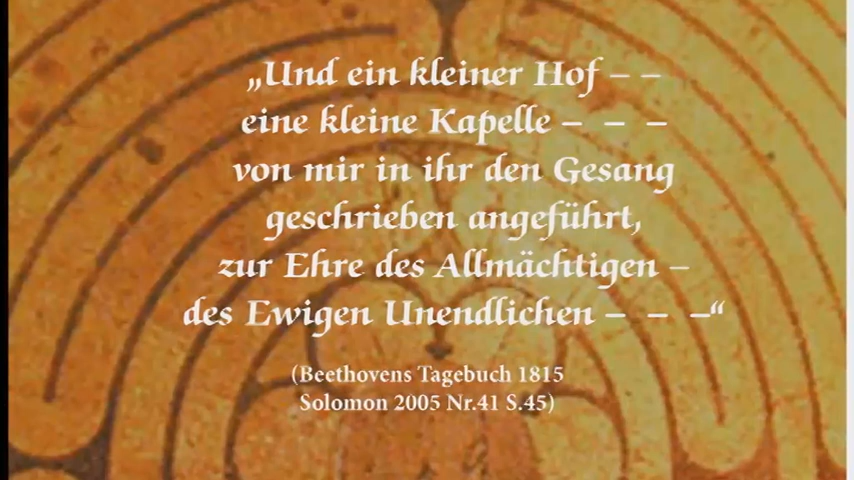 „Und ein kleiner Hof – –
eine kleine Kapelle – – –
von mir in ihr den Gesang
geschrieben angeführt,
zur Ehre des Allmächtigen –
des Ewigen Unendlichen – – –“
(Beethovens Tagebuch 1815
Solomon 2005 Nr.41 S.45)